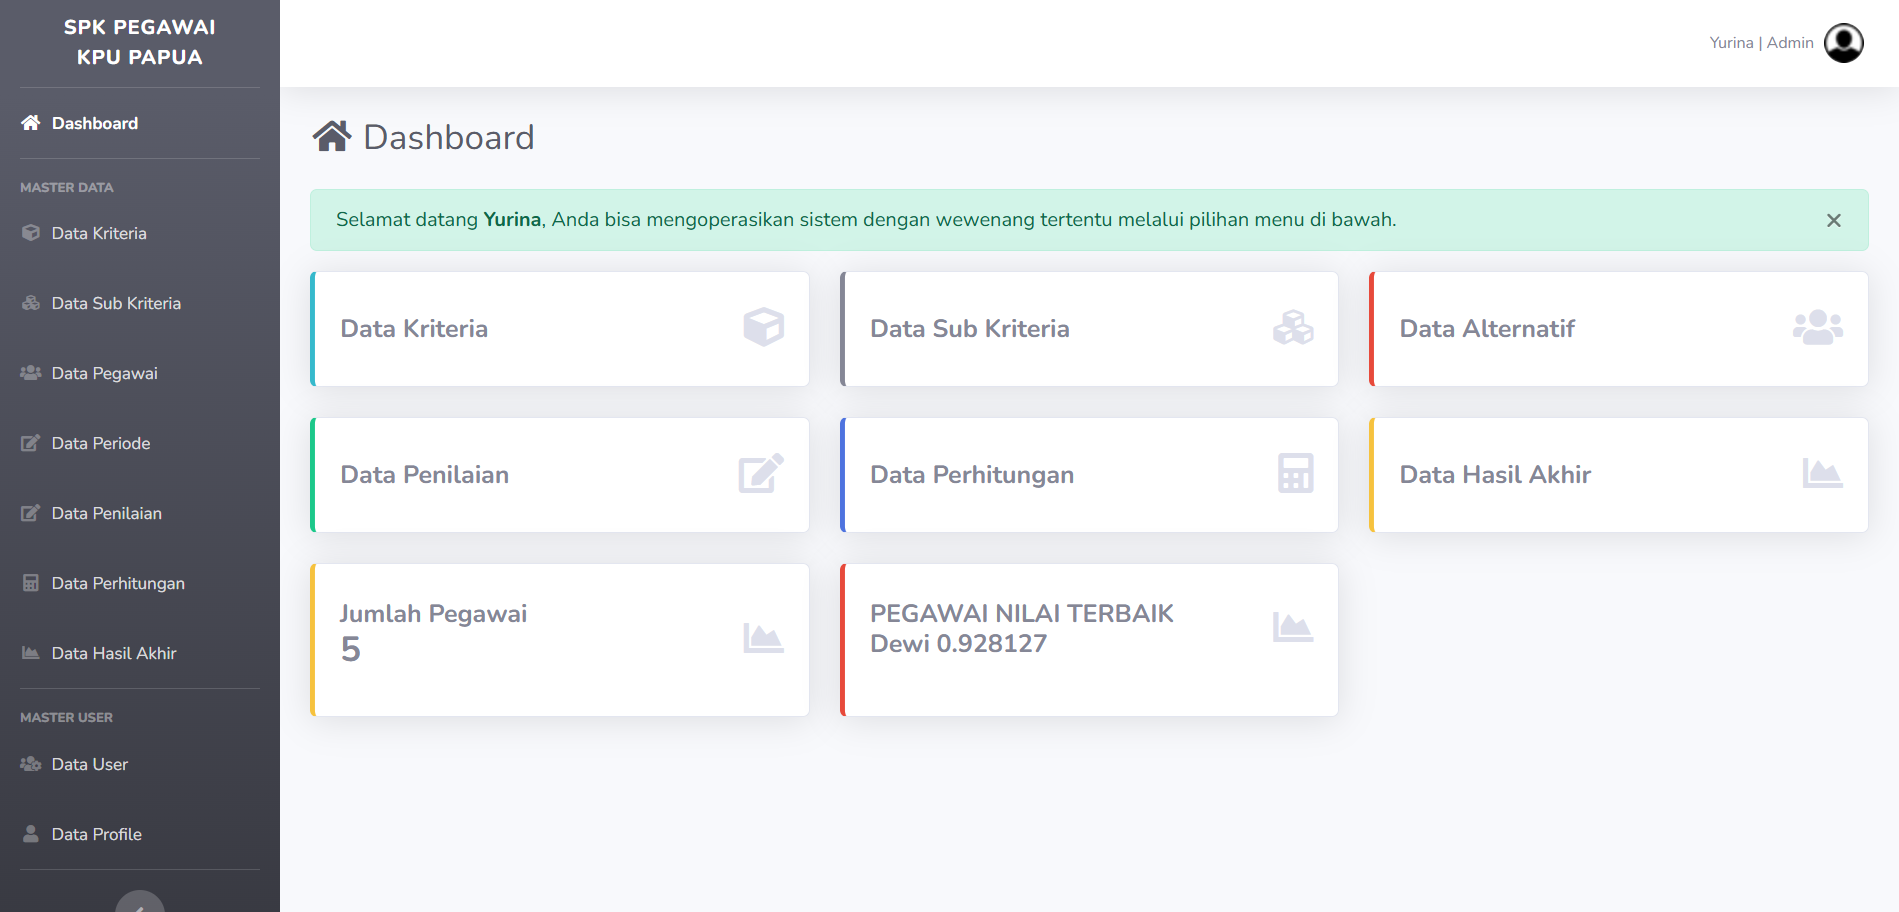 SPK PEGAWAI
KPU PAPUA
Dashboard
MASTER DATA
Data Kriteria
Data Sub Kriteria
Data Pegawai
Data Periode
Data Penilaian
Data Perhitungan
Data Hasil Akhir
MASTER USER
Data User
Data Profile
Yurina | Admin
Dashboard
Selamat datang Yurina, Anda bisa mengoperasikan sistem dengan wewenang tertentu melalui pilihan menu di bawah.
Data Kriteria
Data Sub Kriteria
Data Alternatif
Data Penilaian
Data Perhitungan
Data Hasil Akhir
Jumlah Pegawai
5
PEGAWAI NILAI TERBAIK
Dewi 0.928127